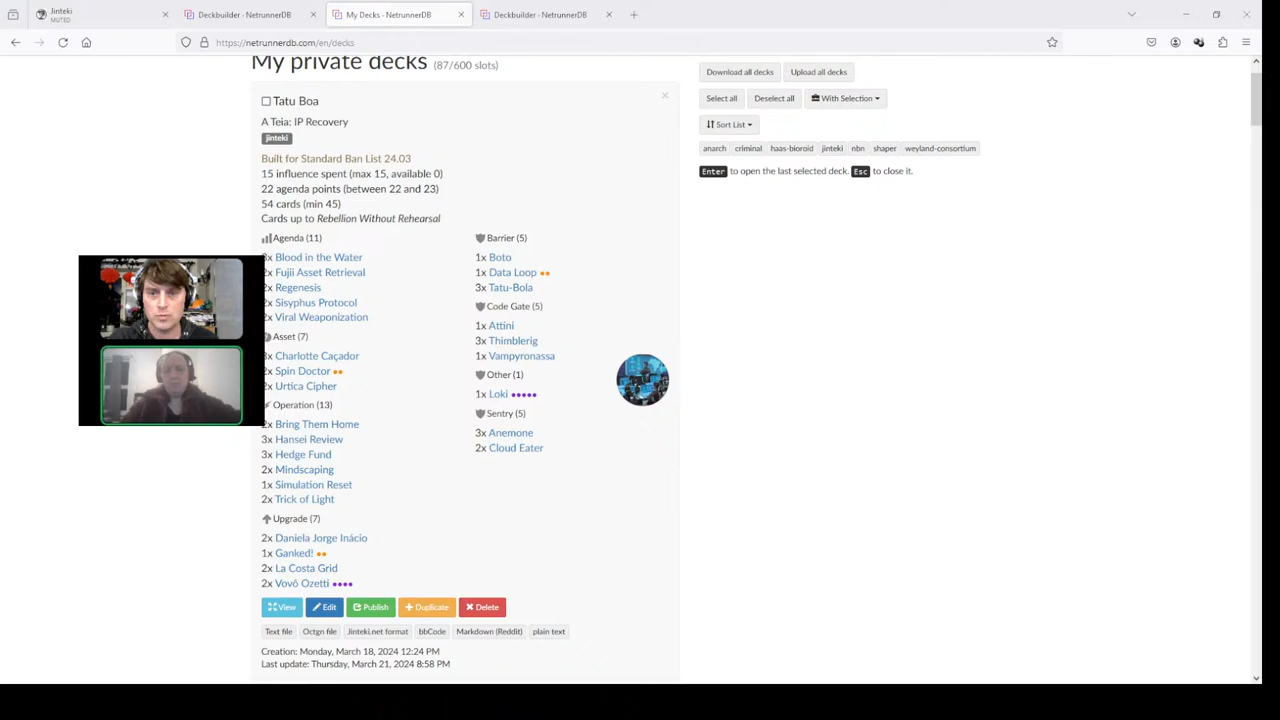 Jinteki
MUTED
Deckbuilder - NetrunnerDB
My Decks - NetrunnerDB
Deckbuilder - NetrunnerDB
https://netrunnerdb.com/en/decks
My private decks (87/600 slots)
Tatu Boa
A Teia: IP Recovery
jinteki
Built for Standard Ban List 24.03
15 influence spent (max 15, available 0)
22 agenda points (between 22 and 23)
54 cards (min 45)
Cards up to Rebellion Without Rehearsal
Agenda (11)
3x Blood in the Water
2x Fujii Asset Retrieval
2x Regenesis
2x Sisyphus Protocol
2x Viral Weaponization
Asset (7)
3x Charlotte Caçador
2x Spin Doctor
2x Urtica Cipher
Operation (13)
2x Bring Them Home
3x Hansei Review
3x Hedge Fund
2x Mindscaping
1x Simulation Reset
2x Trick of Light
Upgrade (7)
2x Daniela Jorge Inácio
1x Ganked!
2x La Costa Grid
2x Vovô Ozetti
Barrier (5)
1x Boto
1x Data Loop
3x Tatu-Bola
Code Gate (5)
1x Attini
3x Thimblerig
1x Vampyronassa
Other (1)
1x Loki
Sentry (5)
3x Anemone
2x Cloud Eater
View
Edit
Publish
Duplicate
Delete
Text file
Octgn file
Jinteki.net format
bbCode
Markdown (Reddit)
plain text
Creation: Monday, March 18, 2024 12:24 PM
Last update: Thursday, March 21, 2024 8:58 PM
Download all decks
Upload all decks
Select all
Deselect all
With Selection
Sort List
anarch
criminal
haas-bioroid
jinteki
nbn
shaper
weyland-consortium
Enter to open the last selected deck. Esc to close it.